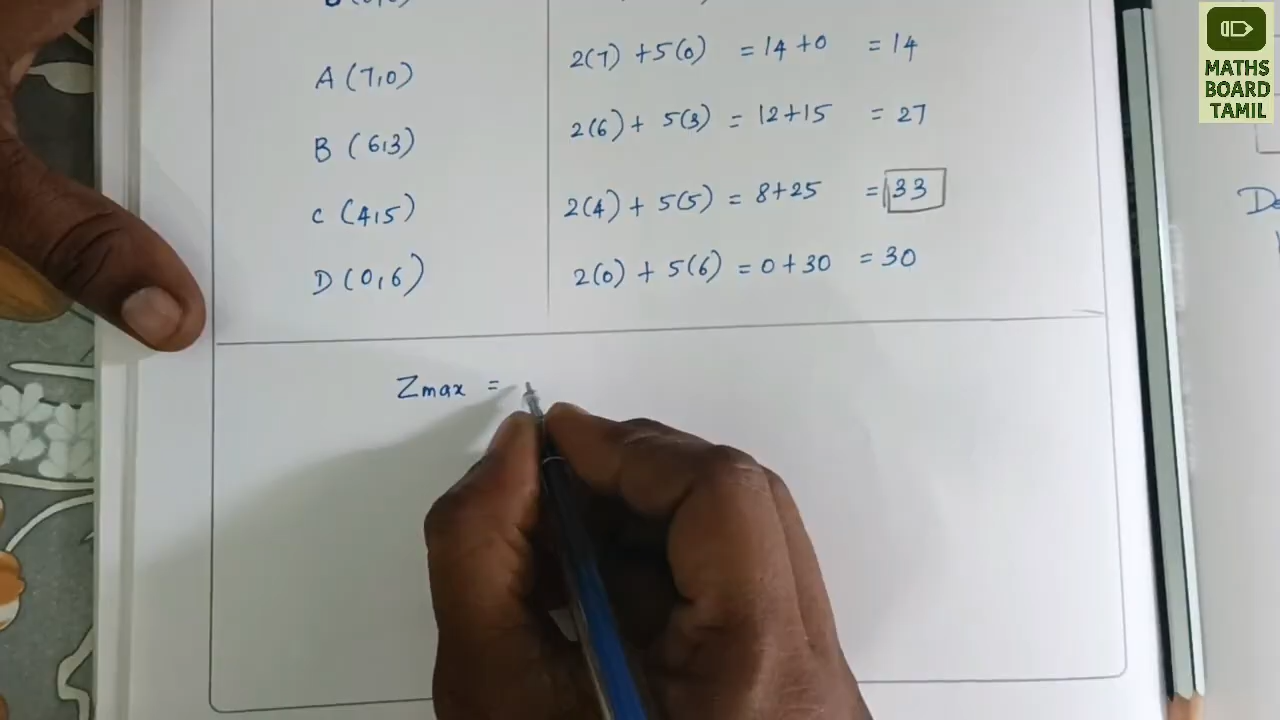 A (7,0) 2(7) +5(0) = 14 +0 = 14
B (6,3) 2(6) + 5(3) = 12+15 = 27
C (4,5) 2(4) + 5(5) = 8+25 = 33
D (0,6) 2(0) + 5(6) = 0+30 = 30
Zmax =
MATHS
BOARD
TAMIL